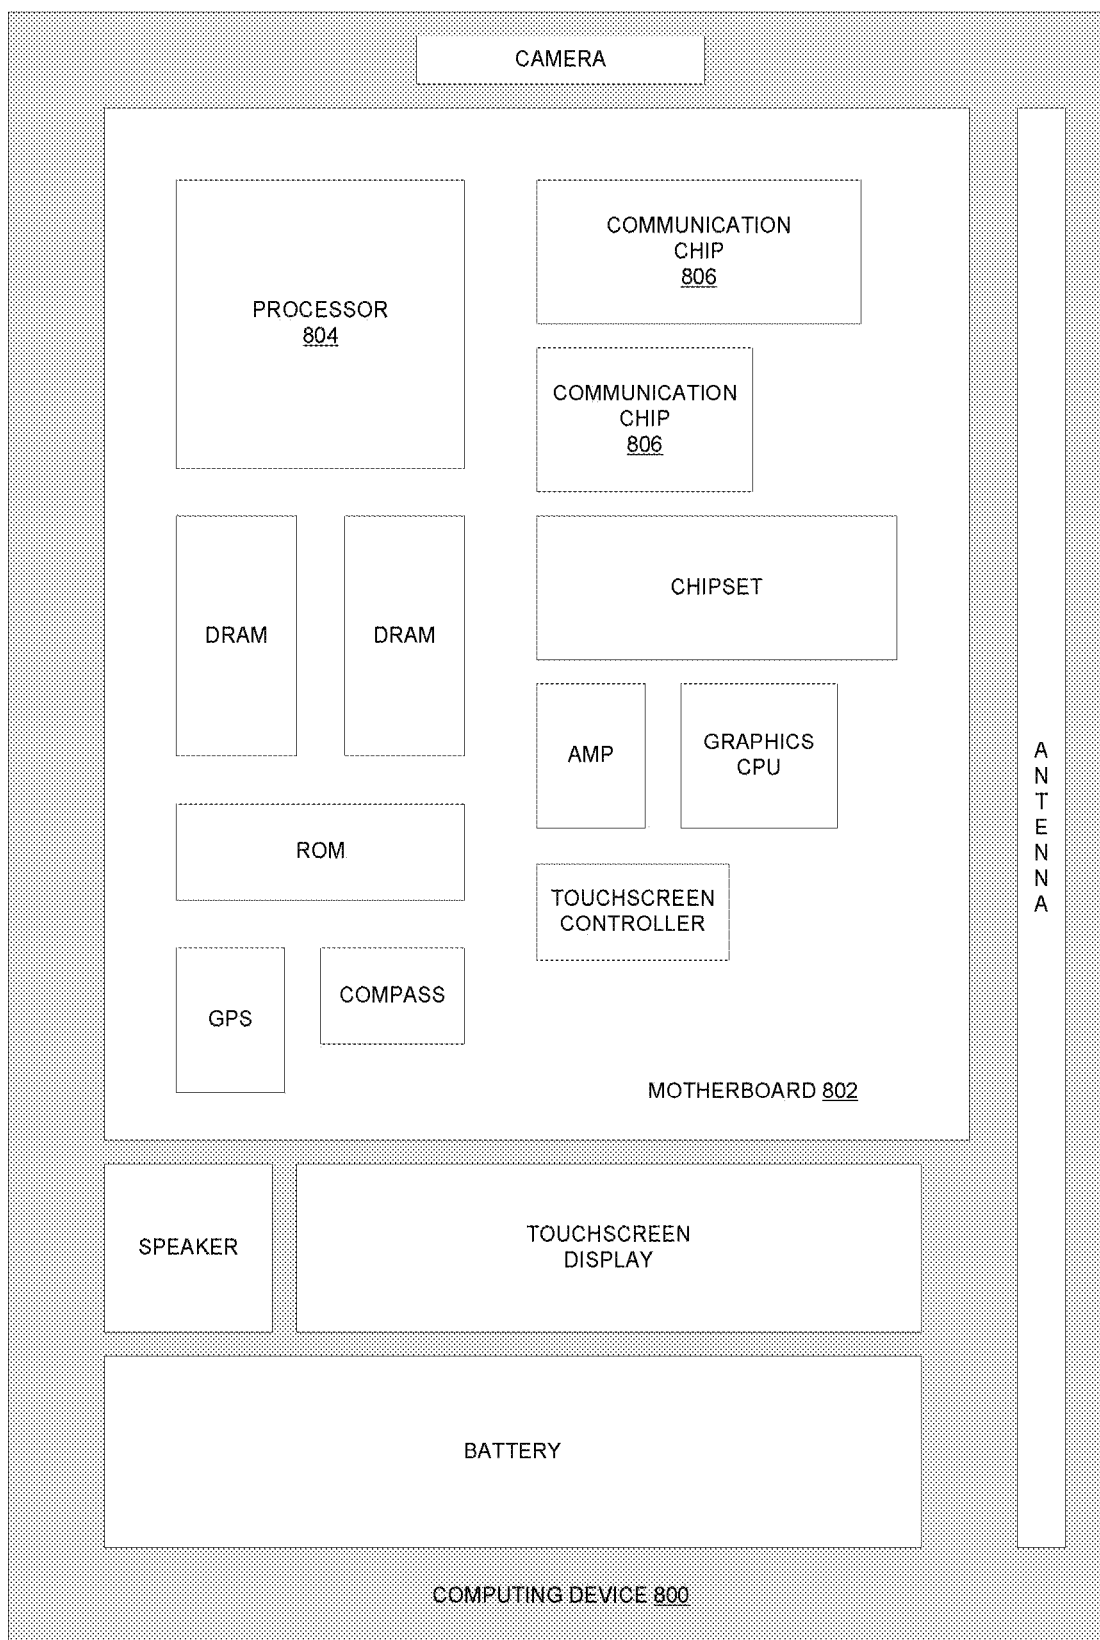 CAMERA
PROCESSOR
804
COMMUNICATION
CHIP
806
COMMUNICATION
CHIP
806
DRAM
DRAM
CHIPSET
AMP
GRAPHICS
CPU
ROM
TOUCHSCREEN
CONTROLLER
GPS
COMPASS
MOTHERBOARD 802
ANTENNA
SPEAKER
TOUCHSCREEN
DISPLAY
BATTERY
COMPUTING DEVICE 800